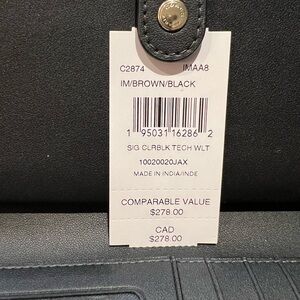 C2874 IMAA8
IM/BROWN/BLACK
1 95031 16286 2
SIG CLRBLK TECH WLT
10020020JAX
MADE IN INDIA/INDE
COMPARABLE VALUE
$278.00
CAD
$278.00